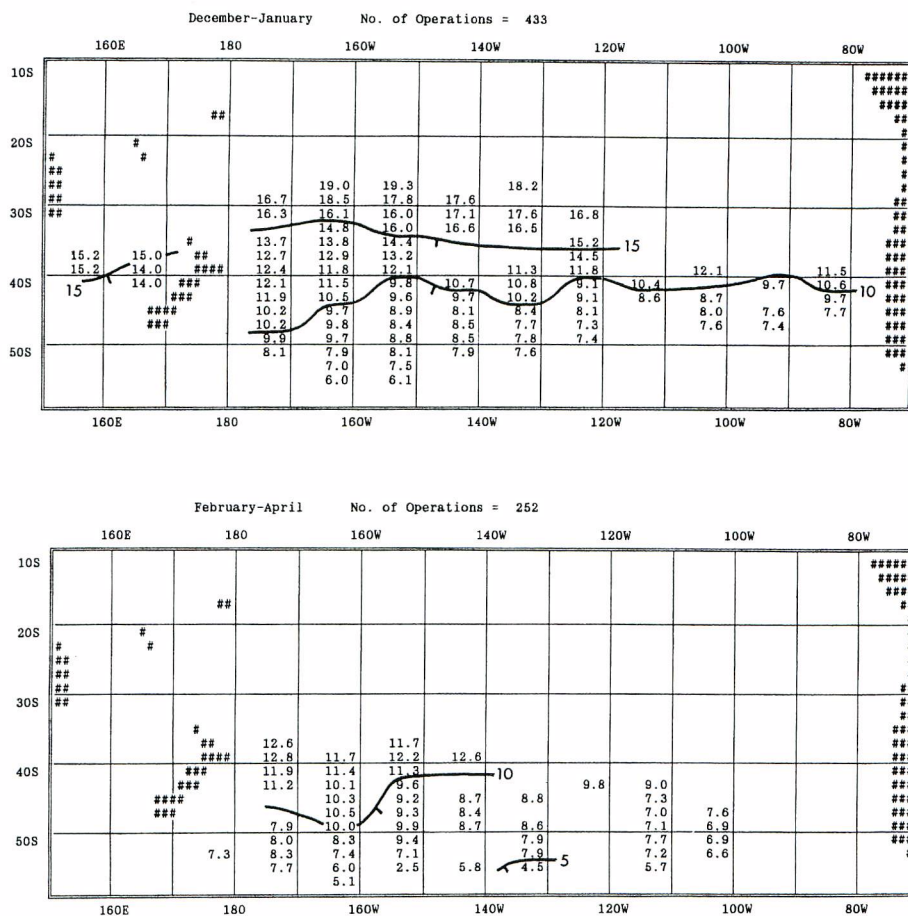 December-January No. of Operations = 433
160E 180 160W 140W 120W 100W 80W
10S ######
#####
####
## ##
#
20S # #
# # #
## #
## 19.0 19.3 18.2 #
## 16.7 18.5 17.8 17.6 ##
30S ## 16.3 16.1 16.0 17.1 17.6 16.8 ##
14.8 16.0 16.6 16.5 ##
# 13.7 13.8 14.4 15.2 15 ###
15.2 15.0 ## 12.7 12.9 13.2 14.5 ###
15.2 14.0 #### 12.4 11.8 12.1 11.3 11.8 12.1 11.5 ###
40S 15 14.0 ### 12.1 11.5 9.8 10.7 10.8 9.1 10.4 9.7 10.6 10 ###
### 11.9 10.5 9.6 9.7 10.2 9.1 8.6 8.7 9.7 ###
#### 10.2 9.7 8.9 8.1 8.4 8.1 8.0 7.6 7.7 ###
### 10.2 9.8 8.4 8.5 7.7 7.3 7.6 7.4 ###
9.9 9.7 8.8 8.5 7.8 7.4 ###
50S 8.1 7.9 8.1 7.9 7.6 ###
7.0 7.5 #
6.0 6.1
160E 180 160W 140W 120W 100W 80W
February-April No. of Operations = 252
160E 180 160W 140W 120W 100W 80W
10S #####
####
###
## #
20S #
# #
##
##
## #
30S ## #
# ##
## 12.6 11.7 ###
#### 12.8 11.7 12.2 12.6 ###
40S ### 11.9 11.4 11.3 10 ###
### 11.2 10.1 9.6 9.8 9.0 ###
#### 10.3 9.2 8.7 8.8 7.3 ###
### 10.5 9.3 8.4 7.0 7.6 ###
7.9 10.0 9.9 8.7 8.6 7.1 6.9 ###
50S 8.0 8.3 9.4 7.9 7.7 6.9 ###
7.3 8.3 7.4 7.1 7.9 5 7.2 6.6 #
7.7 6.0 2.5 5.8 4.5 5.7
5.1
160E 180 160W 140W 120W 100W 80W